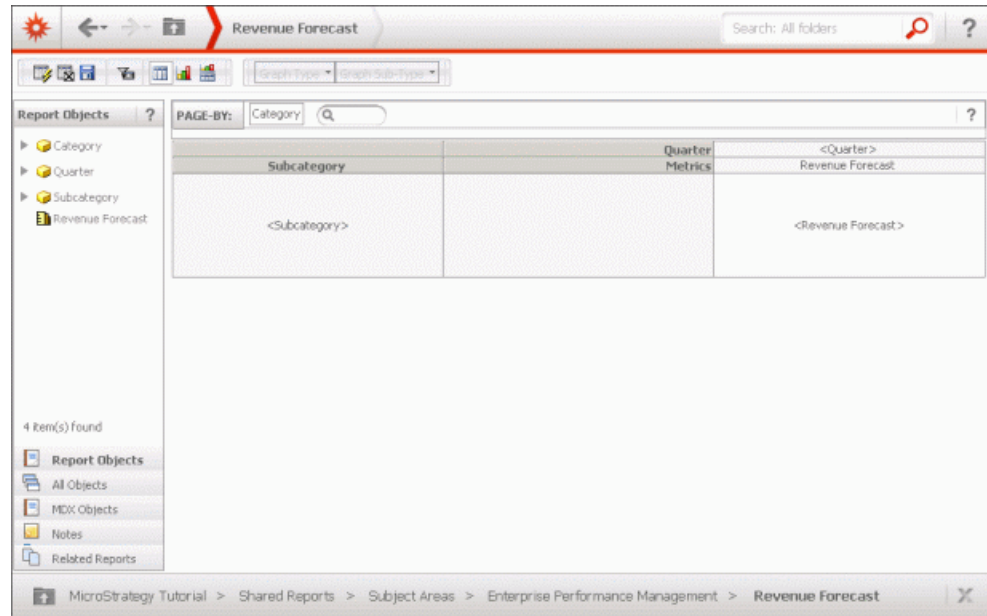 Revenue Forecast
Search: All folders
?
Graph Type Graph Sub-Type
Report Objects ?
PAGE-BY: Category
?
Category
Quarter
Subcategory
Revenue Forecast
Quarter <Quarter>
Subcategory Metrics Revenue Forecast
<Subcategory> <Revenue Forecast>
4 item(s) found
Report Objects
All Objects
MDX Objects
Notes
Related Reports
MicroStrategy Tutorial > Shared Reports > Subject Areas > Enterprise Performance Management > Revenue Forecast